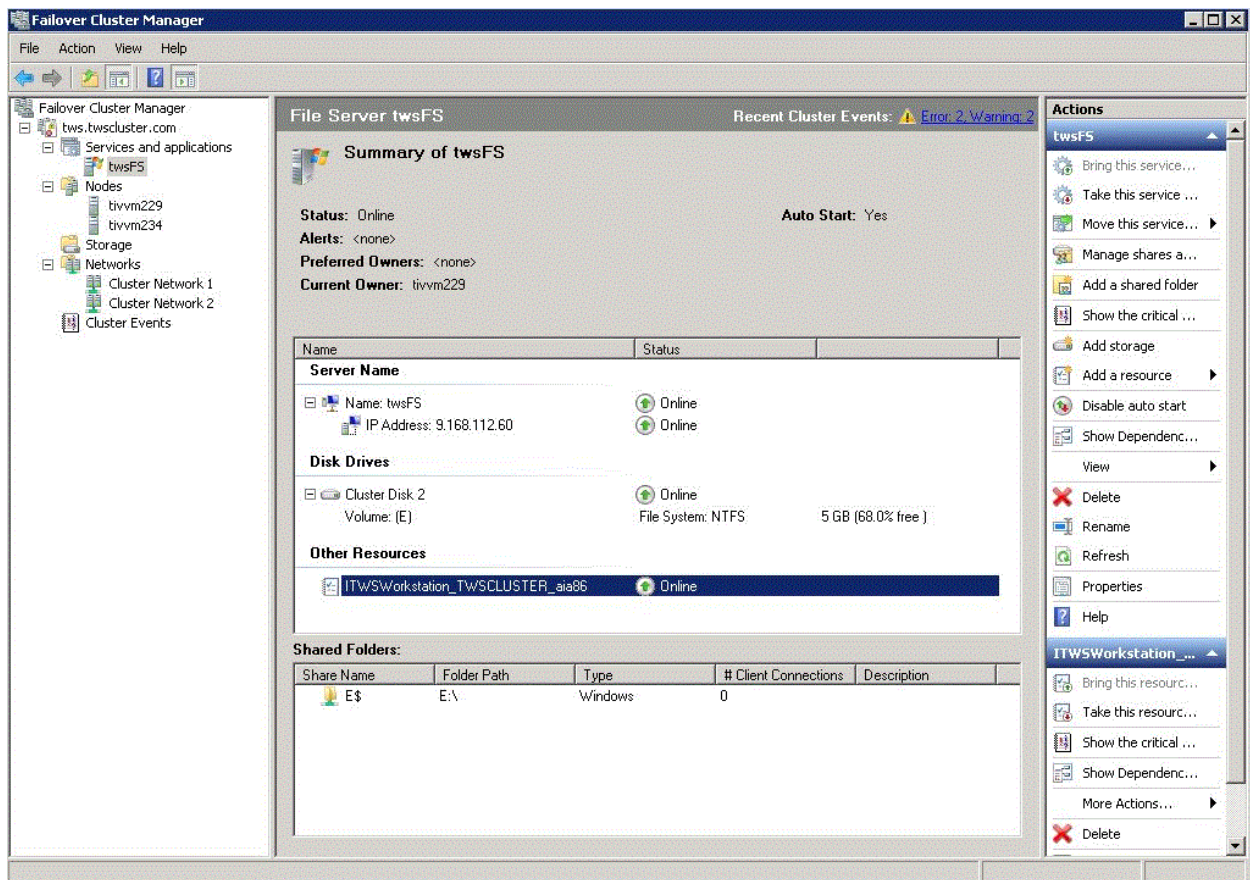 Failover Cluster Manager
File Action View Help
Failover Cluster Manager
tws.twscluster.com
Services and applications
twsFS
Nodes
tivvm229
tivvm234
Storage
Networks
Cluster Network 1
Cluster Network 2
Cluster Events
File Server twsFS
Recent Cluster Events: Error: 2, Warning: 2
Summary of twsFS
Status: Online
Auto Start: Yes
Alerts: <none>
Preferred Owners: <none>
Current Owner: tivvm229
Name Status
Server Name
Name: twsFS Online
IP Address: 9.168.112.60 Online
Disk Drives
Cluster Disk 2 Online
Volume: (E) File System: NTFS 5 GB (68.0% free )
Other Resources
ITWSWorkstation_TWSCLUSTER_aia86 Online
Shared Folders:
Share Name Folder Path Type # Client Connections Description
E$ E:\ Windows 0
Actions
twsFS
Bring this service...
Take this service ...
Move this service...
Manage shares a...
Add a shared folder
Show the critical ...
Add storage
Add a resource
Disable auto start
Show Dependenc...
View
Delete
Rename
Refresh
Properties
Help
ITWSWorkstation_...
Bring this resourc...
Take this resourc...
Show the critical ...
Show Dependenc...
More Actions...
Delete